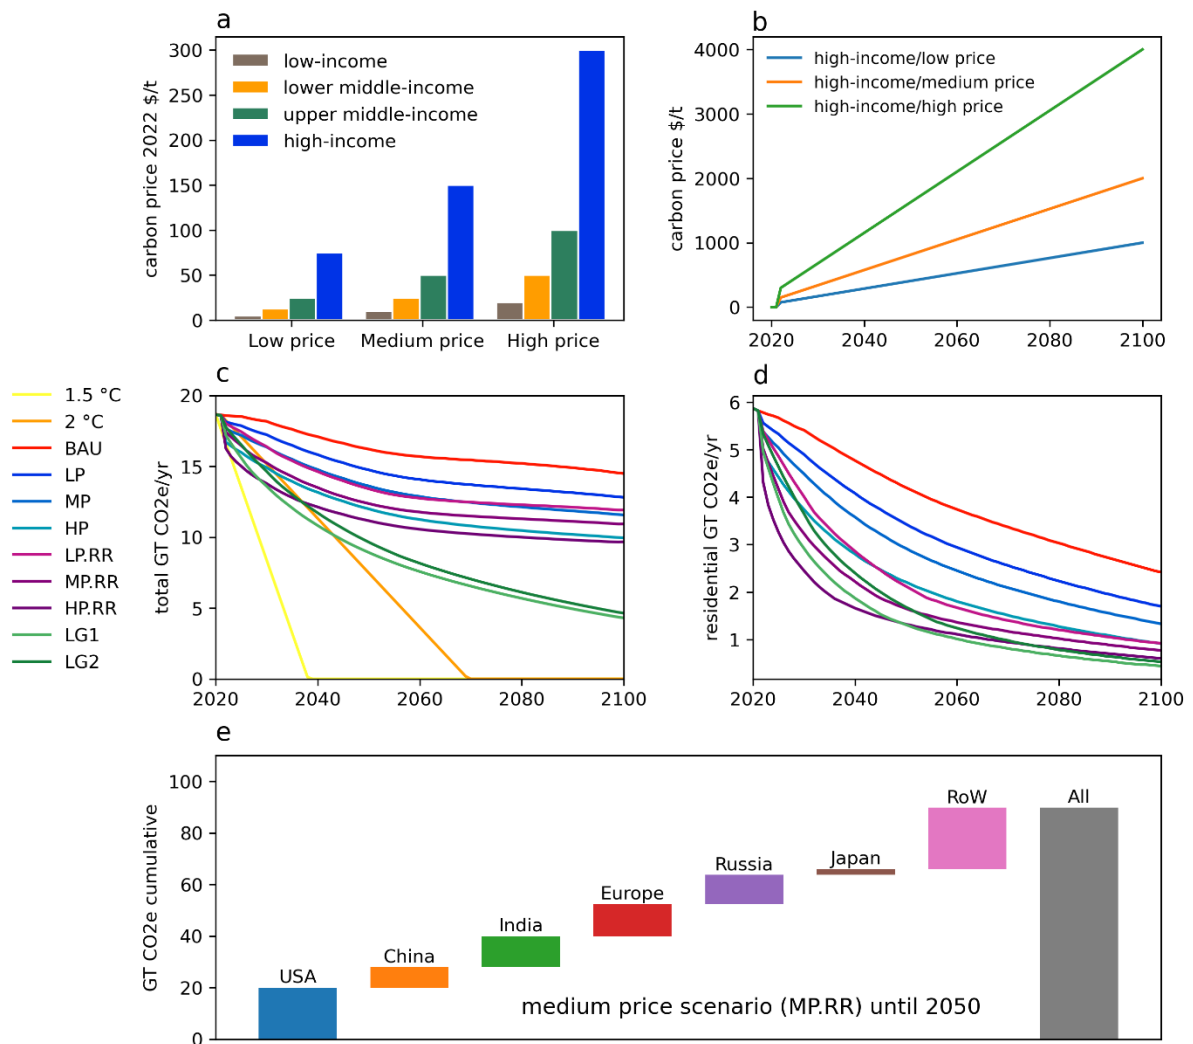 a
carbon price 2022 $/t
300
250
200
150
100
50
0
low-income
lower middle-income
upper middle-income
high-income
Low price
Medium price
High price
b
carbon price $/t
4000
3000
2000
1000
0
high-income/low price
high-income/medium price
high-income/high price
2020
2040
2060
2080
2100
1.5 °C
2 °C
BAU
LP
MP
HP
LP.RR
MP.RR
HP.RR
LG1
LG2
c
total GT CO2e/yr
20
15
10
5
0
2020
2040
2060
2080
2100
d
residential GT CO2e/yr
6
5
4
3
2
1
2020
2040
2060
2080
2100
e
GT CO2e cumulative
100
80
60
40
20
0
USA
China
India
Europe
Russia
Japan
RoW
All
medium price scenario (MP.RR) until 2050